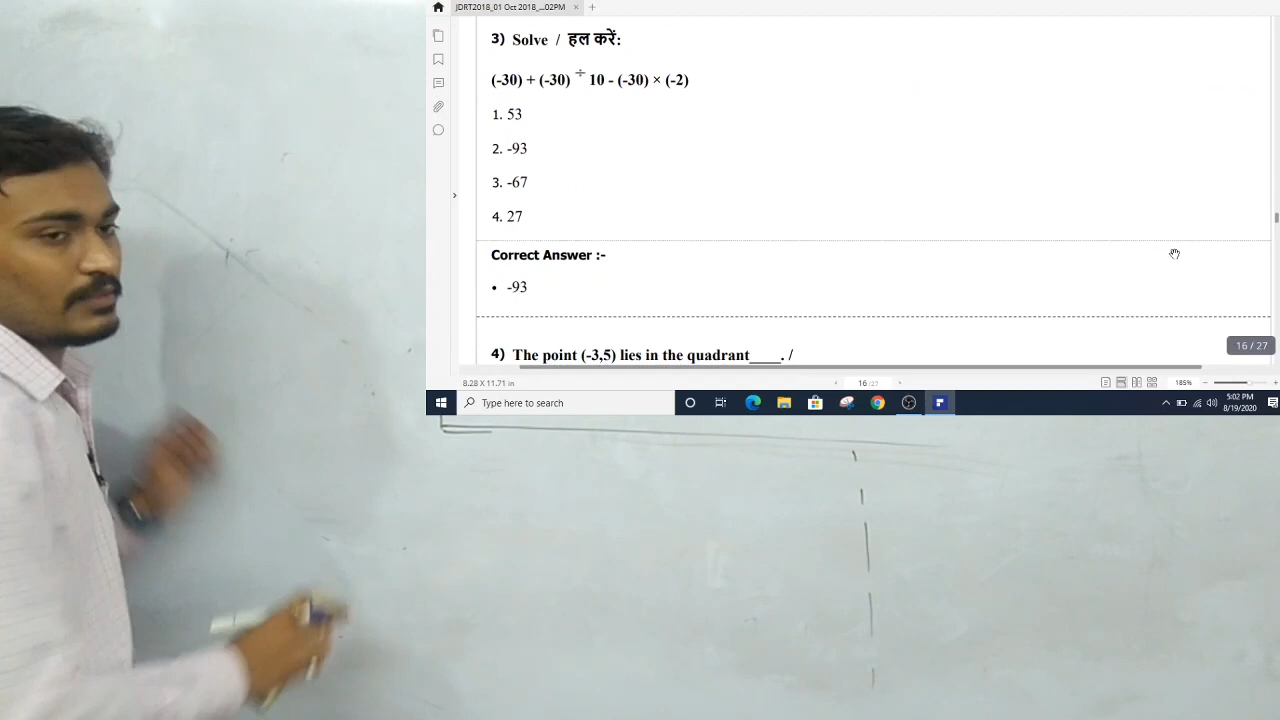 JDRT2018_01 Oct 2018_...02PM
3) Solve / हल करें:
(-30) + (-30) ÷ 10 - (-30) × (-2)
1. 53
2. -93
3. -67
4. 27
Correct Answer :-
• -93
16 / 27
4) The point (-3,5) lies in the quadrant____. /
8.28 X 11.71 in
16 /27
185%
Type here to search
5:02 PM
8/19/2020